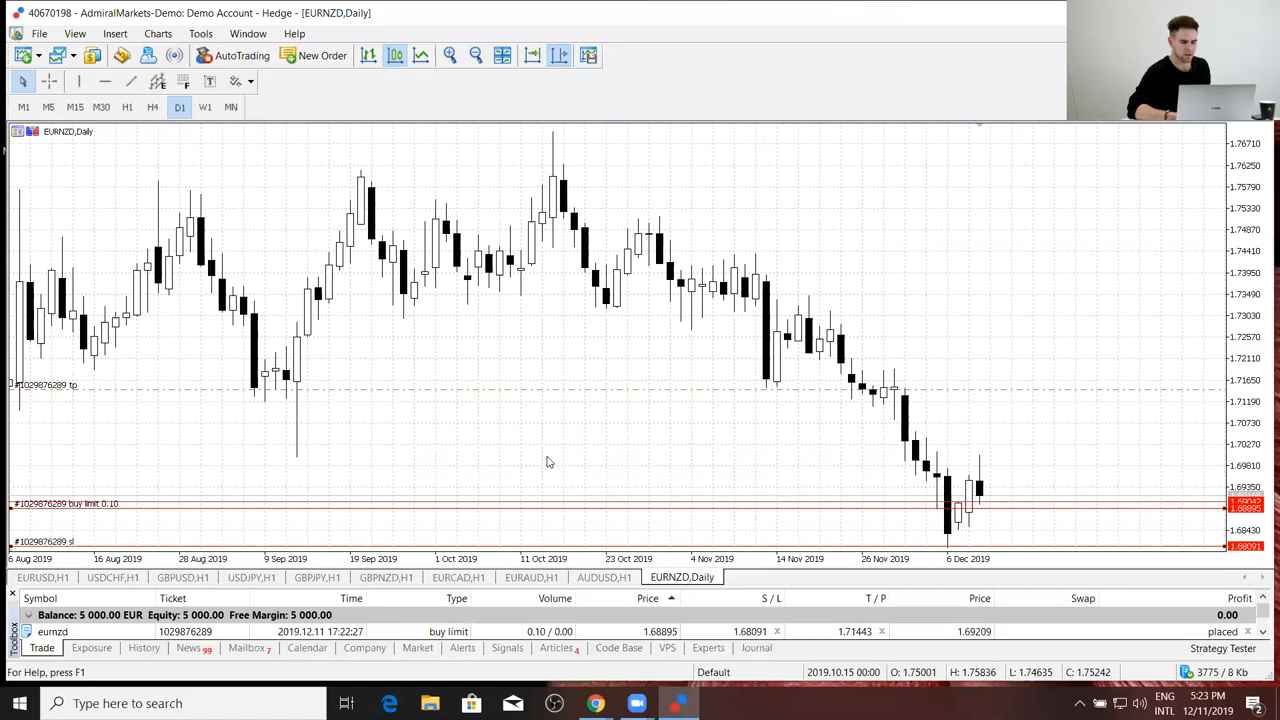 40670198 - AdmiralMarkets-Demo: Demo Account - Hedge - [EURNZD,Daily]
File View Insert Charts Tools Window Help
AutoTrading New Order
M1 M5 M15 M30 H1 H4 D1 W1 MN
EURNZD,Daily
1.76710
1.76250
1.75790
1.75330
1.74870
1.74410
1.73950
1.73490
1.73030
1.72570
1.72110
1.71650
#1029876289 tp
1.71190
1.70730
1.70270
1.69810
1.69350
1.69042
#1029876289 buy limit 0.10
1.68895
1.68430
#1029876289 sl
1.68091
6 Aug 2019 16 Aug 2019 28 Aug 2019 9 Sep 2019 19 Sep 2019 1 Oct 2019 11 Oct 2019 23 Oct 2019 4 Nov 2019 14 Nov 2019 26 Nov 2019 6 Dec 2019
EURUSD,H1 USDCHF,H1 GBPUSD,H1 USDJPY,H1 GBPJPY,H1 GBPNZD,H1 EURCAD,H1 EURAUD,H1 AUDUSD,H1 EURNZD,Daily
Symbol Ticket Time Type Volume Price S / L T / P Price Swap Profit
Balance: 5 000.00 EUR Equity: 5 000.00 Free Margin: 5 000.00 0.00
eurnzd 1029876289 2019.12.11 17:22:27 buy limit 0.10 / 0.00 1.68895 1.68091 1.71443 1.69209 placed
Toolbox
Trade Exposure History News 99 Mailbox 7 Calendar Company Market Alerts Signals Articles 4 Code Base VPS Experts Journal Strategy Tester
For Help, press F1 Default 2019.10.15 00:00 O: 1.75001 H: 1.75836 L: 1.74635 C: 1.75242 3775 / 8 Kb
Type here to search
ENG
INTL
5:23 PM
12/11/2019
2